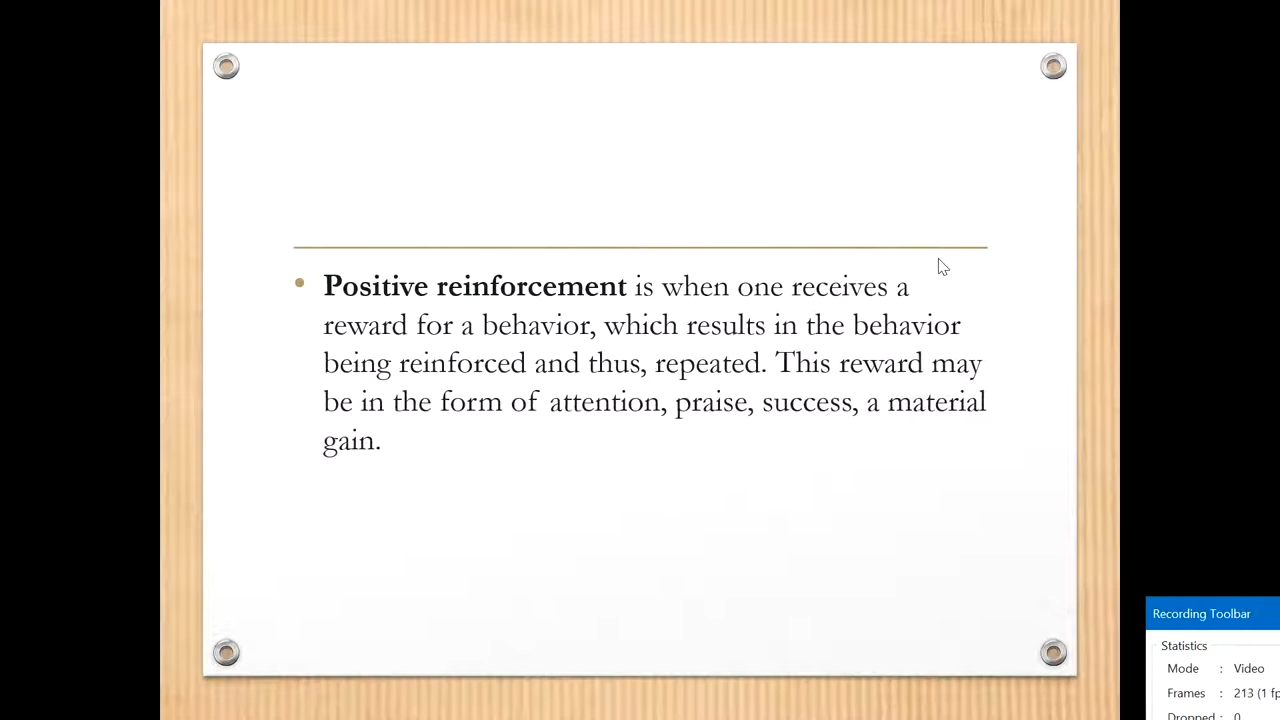 • Positive reinforcement is when one receives a
reward for a behavior, which results in the behavior
being reinforced and thus, repeated. This reward may
be in the form of attention, praise, success, a material
gain.
Recording Toolbar
Statistics
Mode : Video
Frames : 213 (1 fp
Dropped : 0